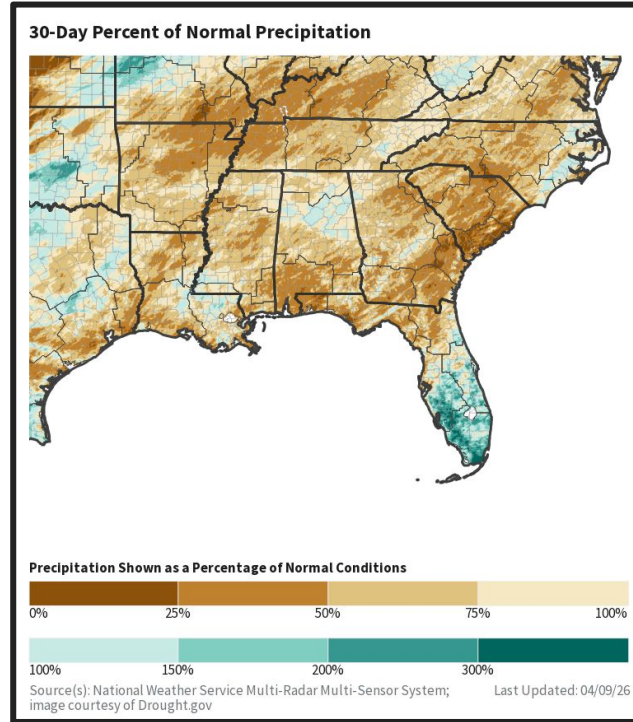 30-Day Percent of Normal Precipitation
Precipitation Shown as a Percentage of Normal Conditions
0% 25% 50% 75% 100%
100% 150% 200% 300%
Source(s): National Weather Service Multi-Radar Multi-Sensor System; Last Updated: 04/09/26
image courtesy of Drought.gov